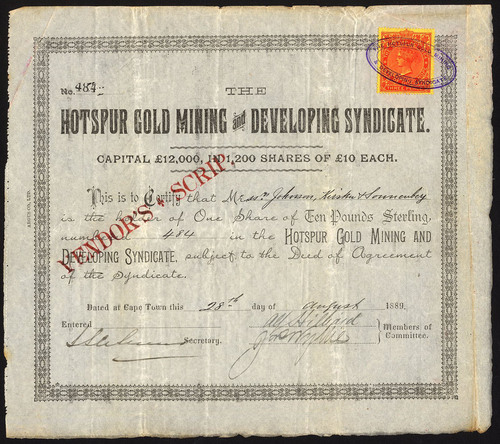 No. 484
THE
HOTSPUR GOLD MINING and DEVELOPING SYNDICATE.
CAPITAL £12,000, IN 1,200 SHARES OF £10 EACH.
VENDOR'S SCRIP
This is to Certify that Messrs Johnson, Kirsten & Sonnenberg
is the holder of One Share of Ten Pounds Sterling,
number 484 in the HOTSPUR GOLD MINING AND
DEVELOPING SYNDICATE, subject to the Deed of Agreement
of the Syndicate.
Dated at Cape Town this 28th day of August 1889.
Entered
Secretary.
Members of
Committee.